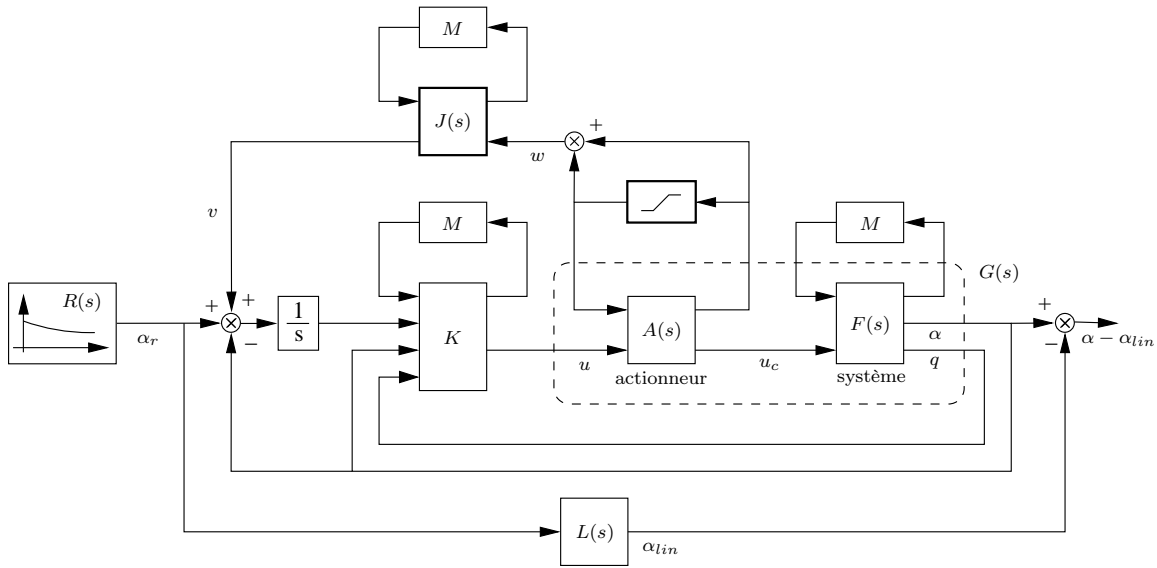 M
J(s)
+
w
v
M
M
G(s)
R(s)
+
+
−
α_r
1
s
K
A(s)
F(s)
u
u_c
α
q
actionneur
système
+
−
α − α_lin
L(s)
α_lin